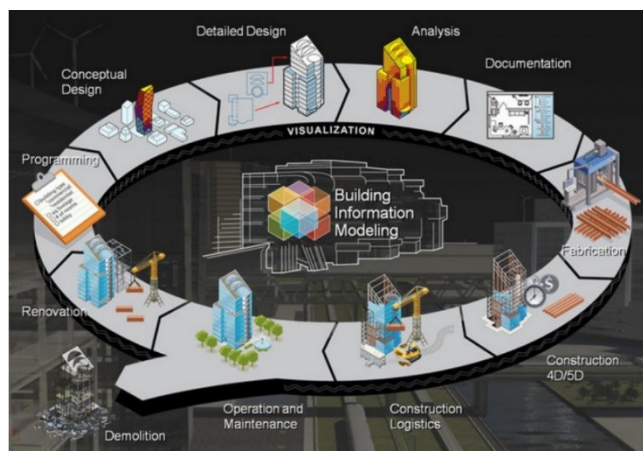 Detailed Design
Analysis
Conceptual
Design
Documentation
VISUALIZATION
Programming
Building
Information
Modeling
Fabrication
Renovation
Construction
4D/5D
Operation and
Maintenance
Construction
Logistics
Demolition